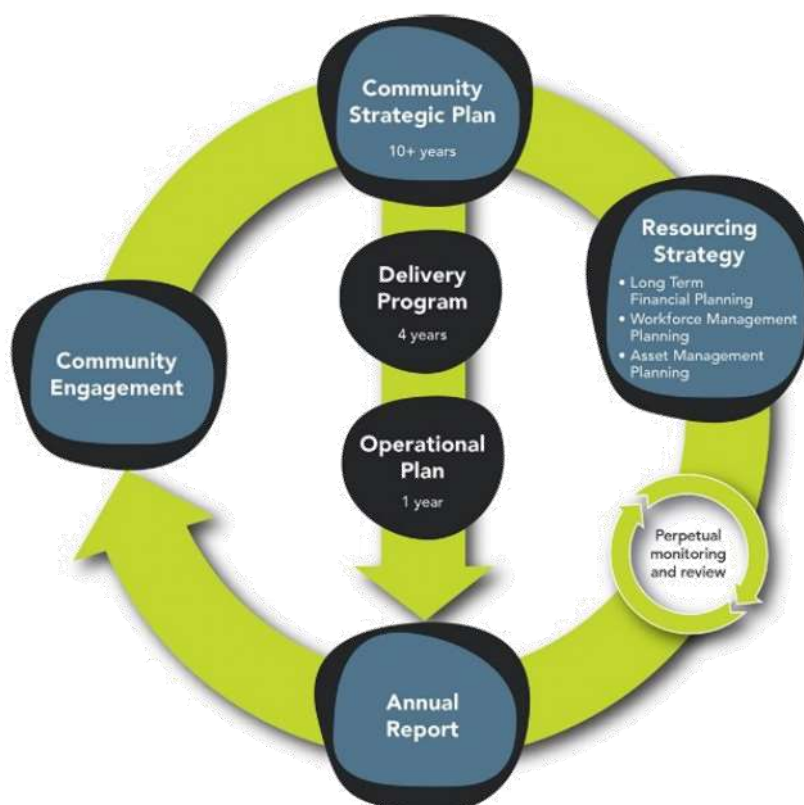 Community
Strategic Plan
10+ years
Resourcing
Strategy
• Long Term
Financial Planning
• Workforce Management
Planning
• Asset Management
Planning
Delivery
Program
4 years
Community
Engagement
Operational
Plan
1 year
Perpetual
monitoring
and review
Annual
Report